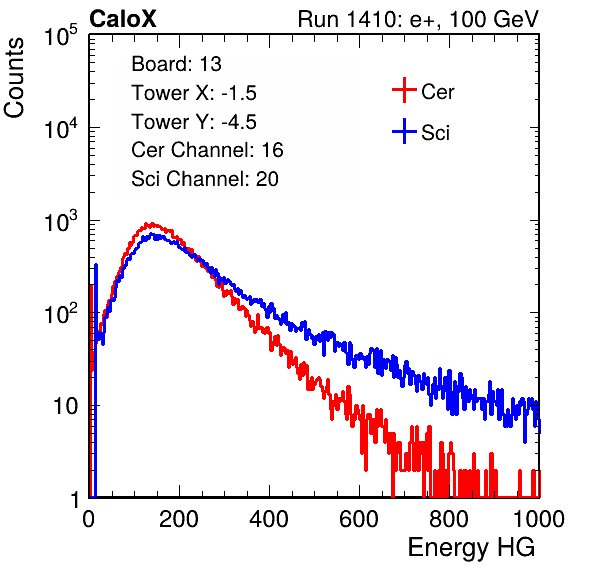 CaloX Run 1410: e+, 100 GeV
Counts
10^5
10^4
10^3
10^2
10
1
Board: 13
Tower X: -1.5
Tower Y: -4.5
Cer Channel: 16
Sci Channel: 20
Cer
Sci
0 200 400 600 800 1000
Energy HG